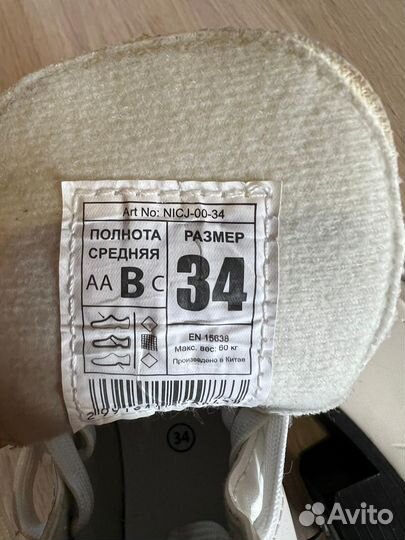 Art No: NICJ-00-34
ПОЛНОТА
СРЕДНЯЯ
AA B C
РАЗМЕР
34
EN 15638
Макс. вес: 60 кг
Произведено в Китае
34
Avito